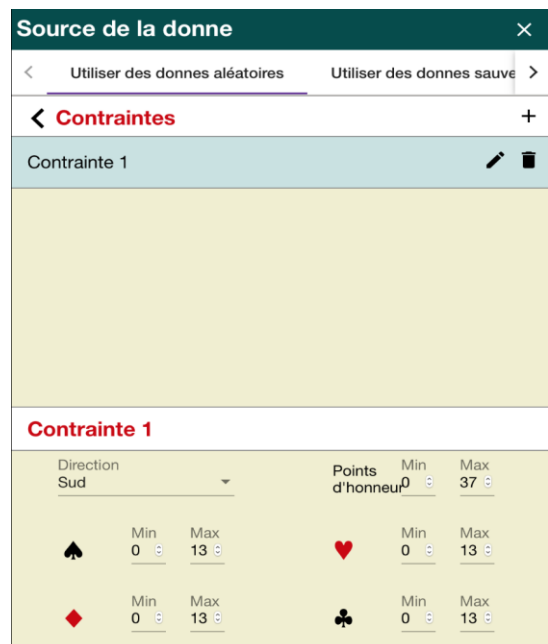 Source de la donne
Utiliser des données aléatoires Utiliser des données sauve
Contraintes
Contrainte 1
Contrainte 1
Direction
Sud
Points d'honneur
Min Max
0 37
Min Max Min Max
0 13 0 13
Min Max Min Max
0 13 0 13